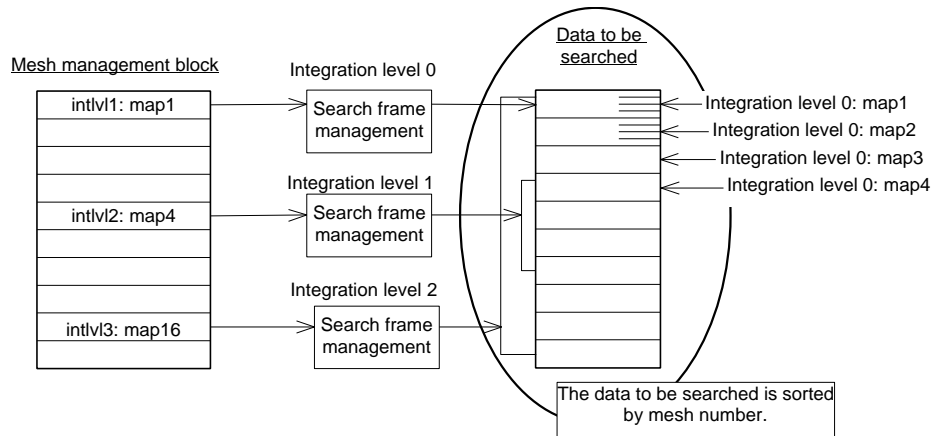 Data to be
searched
Mesh management block
Integration level 0
intlvl1: map1
Search frame
management
Integration level 0: map1
Integration level 0: map2
Integration level 0: map3
Integration level 0: map4
Integration level 1
intlvl2: map4
Search frame
management
Integration level 2
intlvl3: map16
Search frame
management
The data to be searched is sorted
by mesh number.